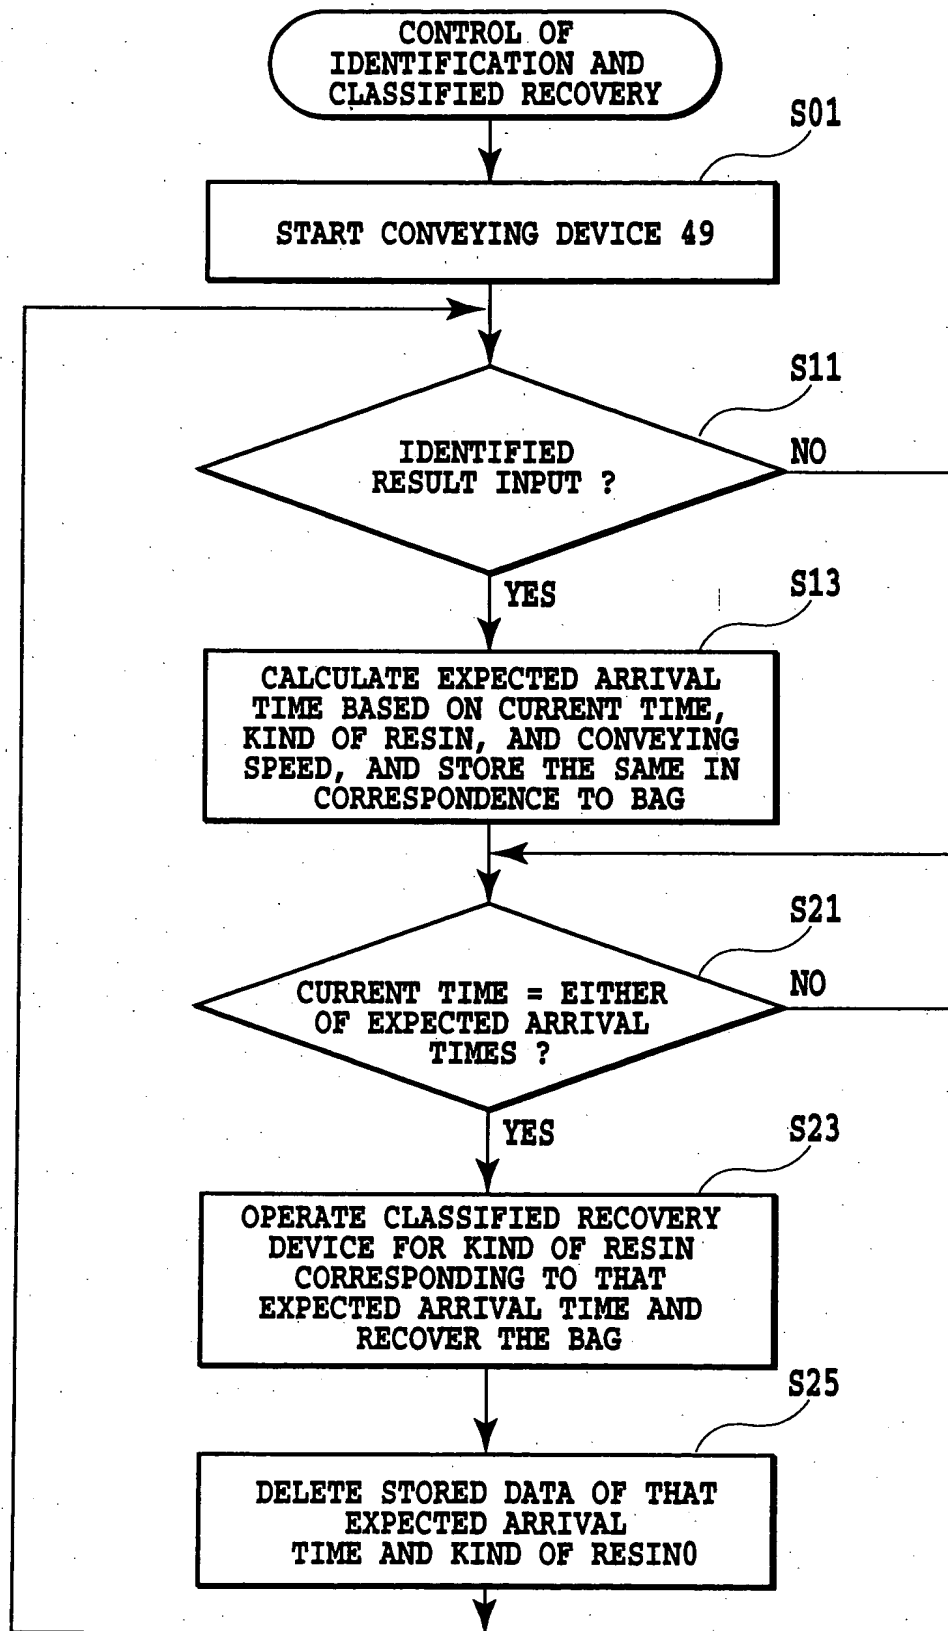 CONTROL OF
IDENTIFICATION AND
CLASSIFIED RECOVERY
S01
START CONVEYING DEVICE 49
S11
IDENTIFIED
RESULT INPUT ?
NO
YES
S13
CALCULATE EXPECTED ARRIVAL
TIME BASED ON CURRENT TIME,
KIND OF RESIN, AND CONVEYING
SPEED, AND STORE THE SAME IN
CORRESPONDENCE TO BAG
S21
CURRENT TIME = EITHER
OF EXPECTED ARRIVAL
TIMES ?
NO
YES
S23
OPERATE CLASSIFIED RECOVERY
DEVICE FOR KIND OF RESIN
CORRESPONDING TO THAT
EXPECTED ARRIVAL TIME AND
RECOVER THE BAG
S25
DELETE STORED DATA OF THAT
EXPECTED ARRIVAL
TIME AND KIND OF RESIN0